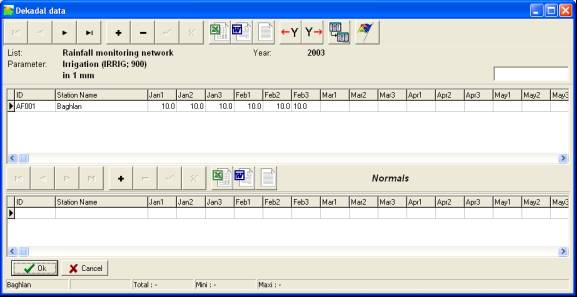 Dekadal data
Y Y
List: Rainfall monitoring network Year: 2003
Parameter: Irrigation (IRRIG; 900)
in 1 mm
ID Station Name Jan1 Jan2 Jan3 Feb1 Feb2 Feb3 Mar1 Mar2 Mar3 Apr1 Apr2 Apr3 May1 May2 May3
AF001 Baghlan 10.0 10.0 10.0 10.0 10.0 10.0
Normals
ID Station Name Jan1 Jan2 Jan3 Feb1 Feb2 Feb3 Mar1 Mar2 Mar3 Apr1 Apr2 Apr3 May1 May2 May3
Ok Cancel
Baghlan Total : - Mini : - Maxi : -